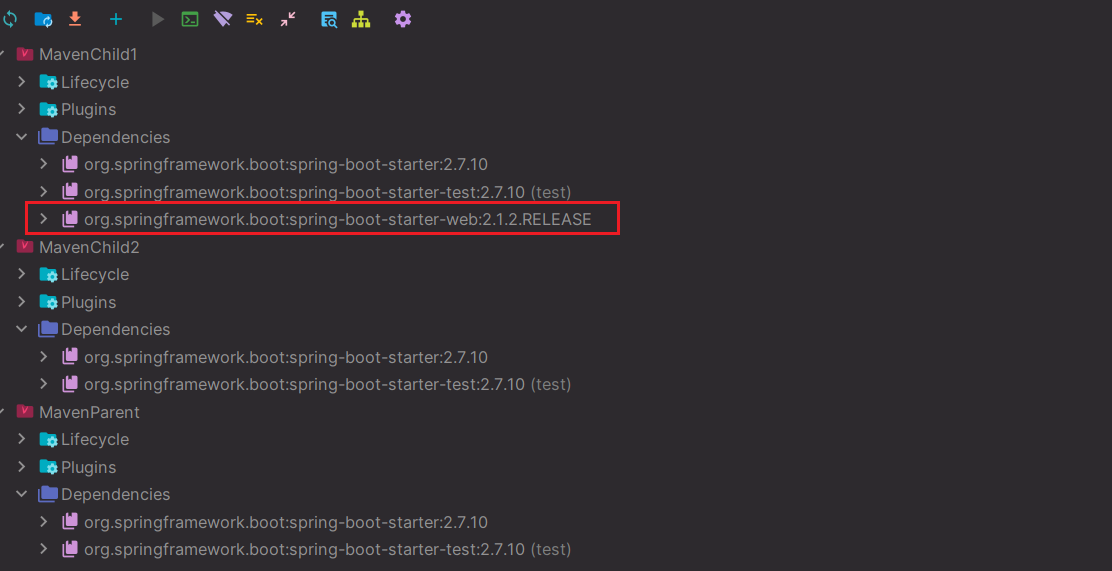 MavenChild1
Lifecycle
Plugins
Dependencies
org.springframework.boot:spring-boot-starter:2.7.10
org.springframework.boot:spring-boot-starter-test:2.7.10 (test)
org.springframework.boot:spring-boot-starter-web:2.1.2.RELEASE
MavenChild2
Lifecycle
Plugins
Dependencies
org.springframework.boot:spring-boot-starter:2.7.10
org.springframework.boot:spring-boot-starter-test:2.7.10 (test)
MavenParent
Lifecycle
Plugins
Dependencies
org.springframework.boot:spring-boot-starter:2.7.10
org.springframework.boot:spring-boot-starter-test:2.7.10 (test)